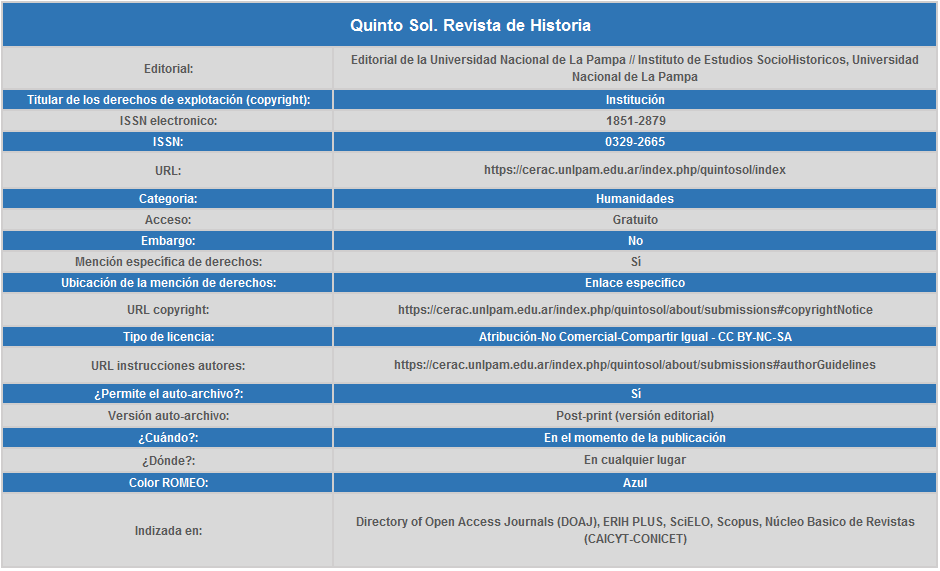 Quinto Sol. Revista de Historia
Editorial:
Editorial de la Universidad Nacional de La Pampa // Instituto de Estudios SocioHistoricos, Universidad
Nacional de La Pampa
Titular de los derechos de explotación (copyright):
Institución
ISSN electronico:
1851-2879
ISSN:
0329-2665
URL:
https://cerac.unlpam.edu.ar/index.php/quintosol/index
Categoria:
Humanidades
Acceso:
Gratuito
Embargo:
No
Mención específica de derechos:
Sì
Ubicación de la mención de derechos:
Enlace especifico
URL copyright:
https://cerac.unlpam.edu.ar/index.php/quintosol/about/submissions#copyrightNotice
Tipo de licencia:
Atribución-No Comercial-Compartir Igual - CC BY-NC-SA
URL instrucciones autores:
https://cerac.unlpam.edu.ar/index.php/quintosol/about/submissions#authorGuidelines
¿Permite el auto-archivo?:
Sì
Versión auto-archivo:
Post-print (versión editorial)
¿Cuándo?:
En el momento de la publicación
¿Dónde?:
En cualquier lugar
Color ROMEO:
Azul
Indizada en:
Directory of Open Access Journals (DOAJ), ERIH PLUS, SciELO, Scopus, Núcleo Basico de Revistas
(CAICYT-CONICET)